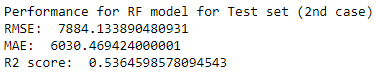 Performance for RF model for Test set (2nd case)
RMSE:  7884.133890480931
MAE:  6030.469424000001
R2 score:  0.5364598578094543